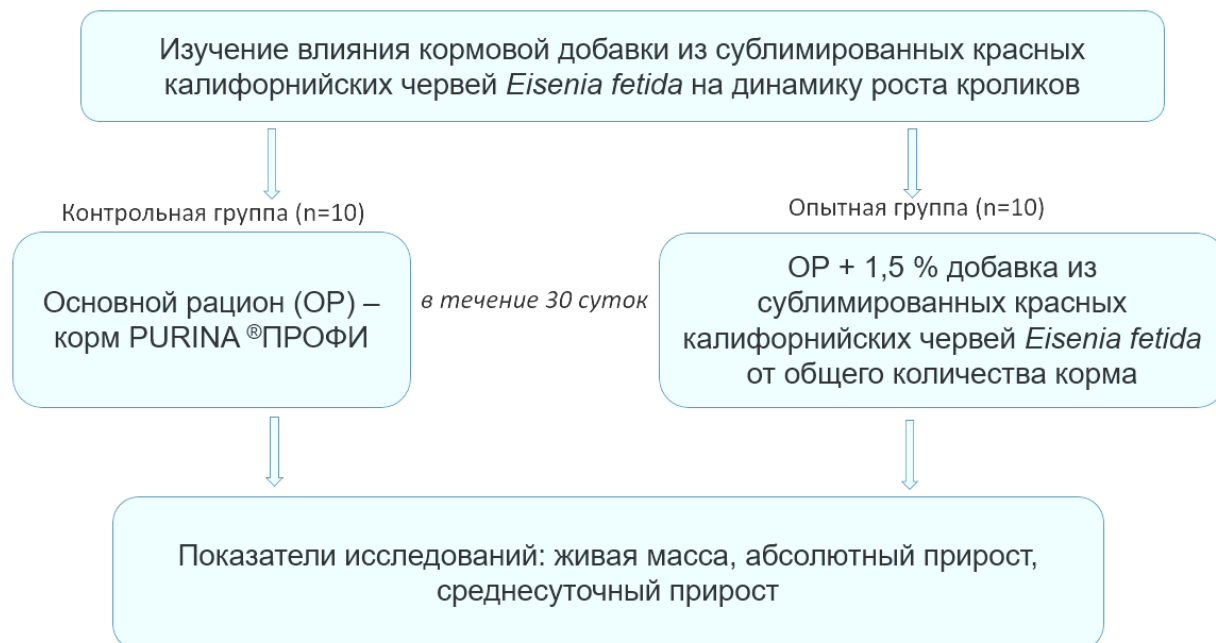 Изучение влияния кормовой добавки из сублимированных красных
калифорнийских червей Eisenia fetida на динамику роста кроликов
Контрольная группа (n=10)
Опытная группа (n=10)
Основной рацион (ОР) –
корм PURINA ®ПРОФИ
в течение 30 суток
ОР + 1,5 % добавка из
сублимированных красных
калифорнийских червей Eisenia fetida
от общего количества корма
Показатели исследований: живая масса, абсолютный прирост,
среднесуточный прирост